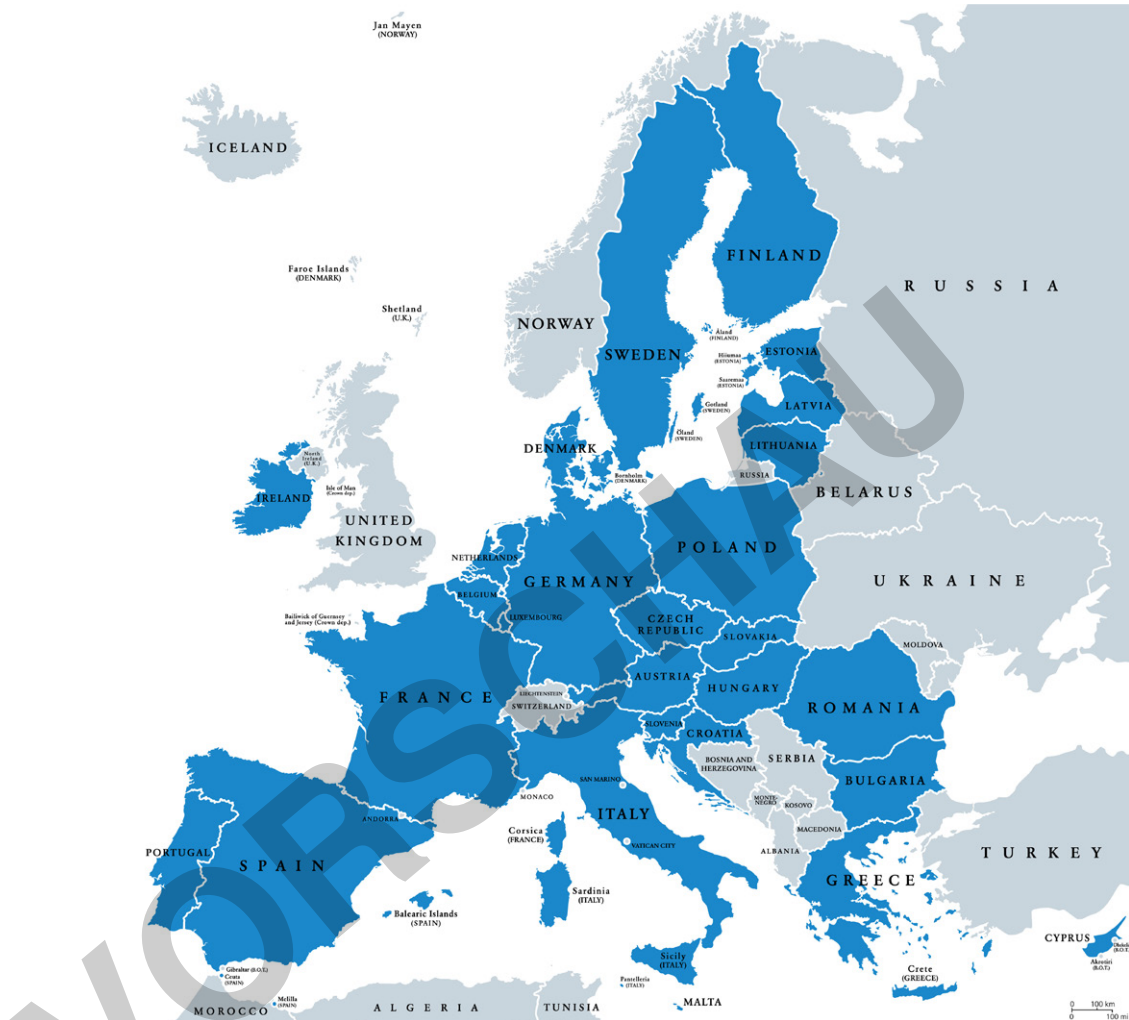 Jan Mayen
(NORWAY)
ICELAND
Faroe Islands
(DENMARK)
Shetland
(U.K.)
FINLAND
RUSSIA
NORWAY
SWEDEN
Åland
(FINLAND)
Hiiumaa
(ESTONIA)
ESTONIA
Saaremaa
(ESTONIA)
Gotland
(SWEDEN)
LATVIA
Öland
(SWEDEN)
DENMARK
LITHUANIA
North
Ireland
(U.K.)
Bornholm
(DENMARK)
RUSSIA
Isle of Man
(Crown dep.)
IRELAND
BELARUS
UNITED
KINGDOM
NETHERLANDS
POLAND
GERMANY
UKRAINE
BELGIUM
Bailiwick of Guernsey
and Jersey (Crown dep.)
LUXEMBOURG
CZECH
REPUBLIC
SLOVAKIA
MOLDOVA
AUSTRIA
HUNGARY
FRANCE
LIECHTENSTEIN
SWITZERLAND
ROMANIA
SLOVENIA
CROATIA
BOSNIA AND
HERZEGOVINA
SERBIA
SAN MARINO
BULGARIA
MONACO
MONTE-
NEGRO
KOSOVO
ANDORRA
ITALY
MACEDONIA
Corsica
(FRANCE)
VATICAN CITY
ALBANIA
PORTUGAL
SPAIN
TURKEY
GREECE
Sardinia
(ITALY)
Balearic Islands
(SPAIN)
CYPRUS
Dhekelia
(B.O.T.)
Akrotiri
(B.O.T.)
Sicily
(ITALY)
Gibraltar (B.O.T.)
Ceuta
(SPAIN)
Pantelleria
(ITALY)
Crete
(GREECE)
Melilla
(SPAIN)
MALTA
MOROCCO
ALGERIA
TUNISIA
0 100 km
0 100 mi
VORSCHAU